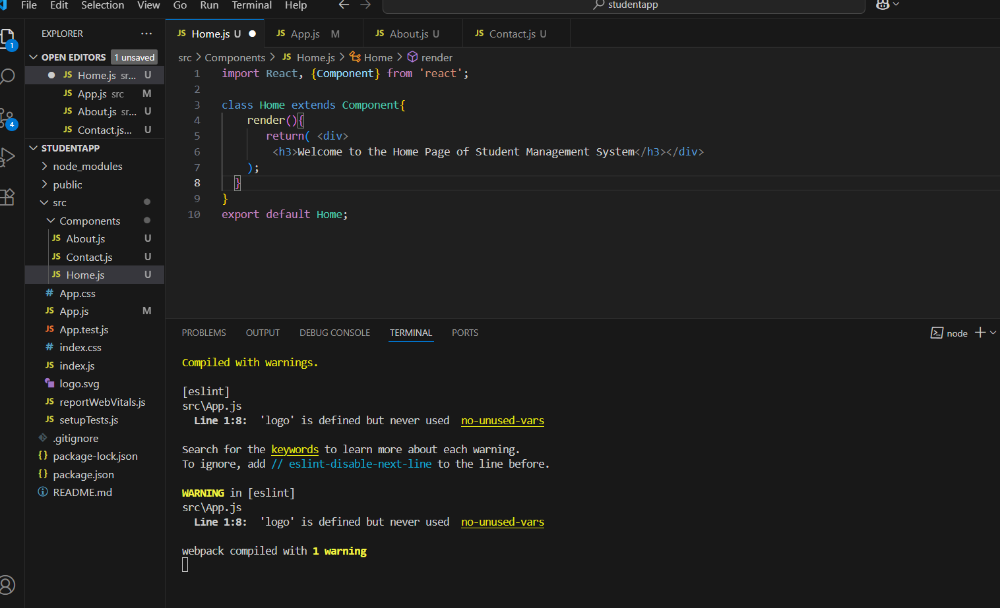 File Edit Selection View Go Run Terminal Help studentapp
EXPLORER
1
OPEN EDITORS 1 unsaved
JS Home.js sr... U
JS App.js src M
JS About.js sr... U
JS Contact.js... U
4
STUDENTAPP
node_modules
public
src
Components
JS About.js U
JS Contact.js U
JS Home.js U
# App.css
JS App.js M
JS App.test.js
# index.css
JS index.js
logo.svg
JS reportWebVitals.js
JS setupTests.js
.gitignore
{} package-lock.json
{} package.json
README.md
JS Home.js U JS App.js M JS About.js U JS Contact.js U
src > Components > JS Home.js > Home > render
1 import React, {Component} from 'react';
2
3 class Home extends Component{
4 render(){
5 return( <div>
6 <h3>Welcome to the Home Page of Student Management System</h3></div>
7 );
8 }
9 }
10 export default Home;
PROBLEMS OUTPUT DEBUG CONSOLE TERMINAL PORTS node
Compiled with warnings.
[eslint]
src\App.js
Line 1:8: 'logo' is defined but never used no-unused-vars
Search for the keywords to learn more about each warning.
To ignore, add // eslint-disable-next-line to the line before.
WARNING in [eslint]
src\App.js
Line 1:8: 'logo' is defined but never used no-unused-vars
webpack compiled with 1 warning